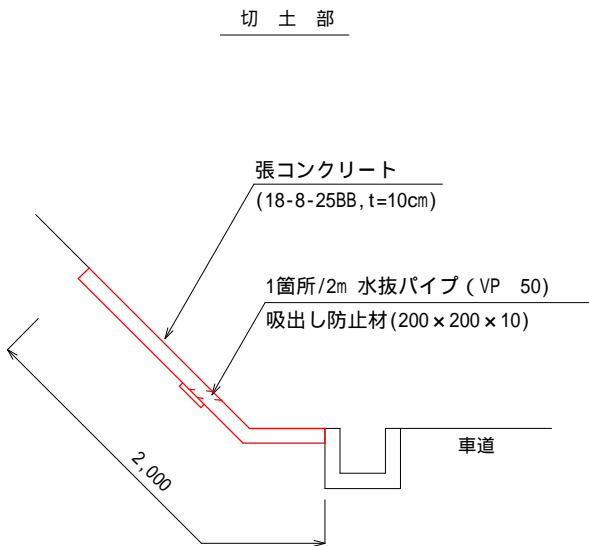 切 土 部
張コンクリート
(18-8-25BB,t=10cm)
1箇所/2m 水抜パイプ（VP 50)
吸出し防止材(200×200×10)
車道
2,000